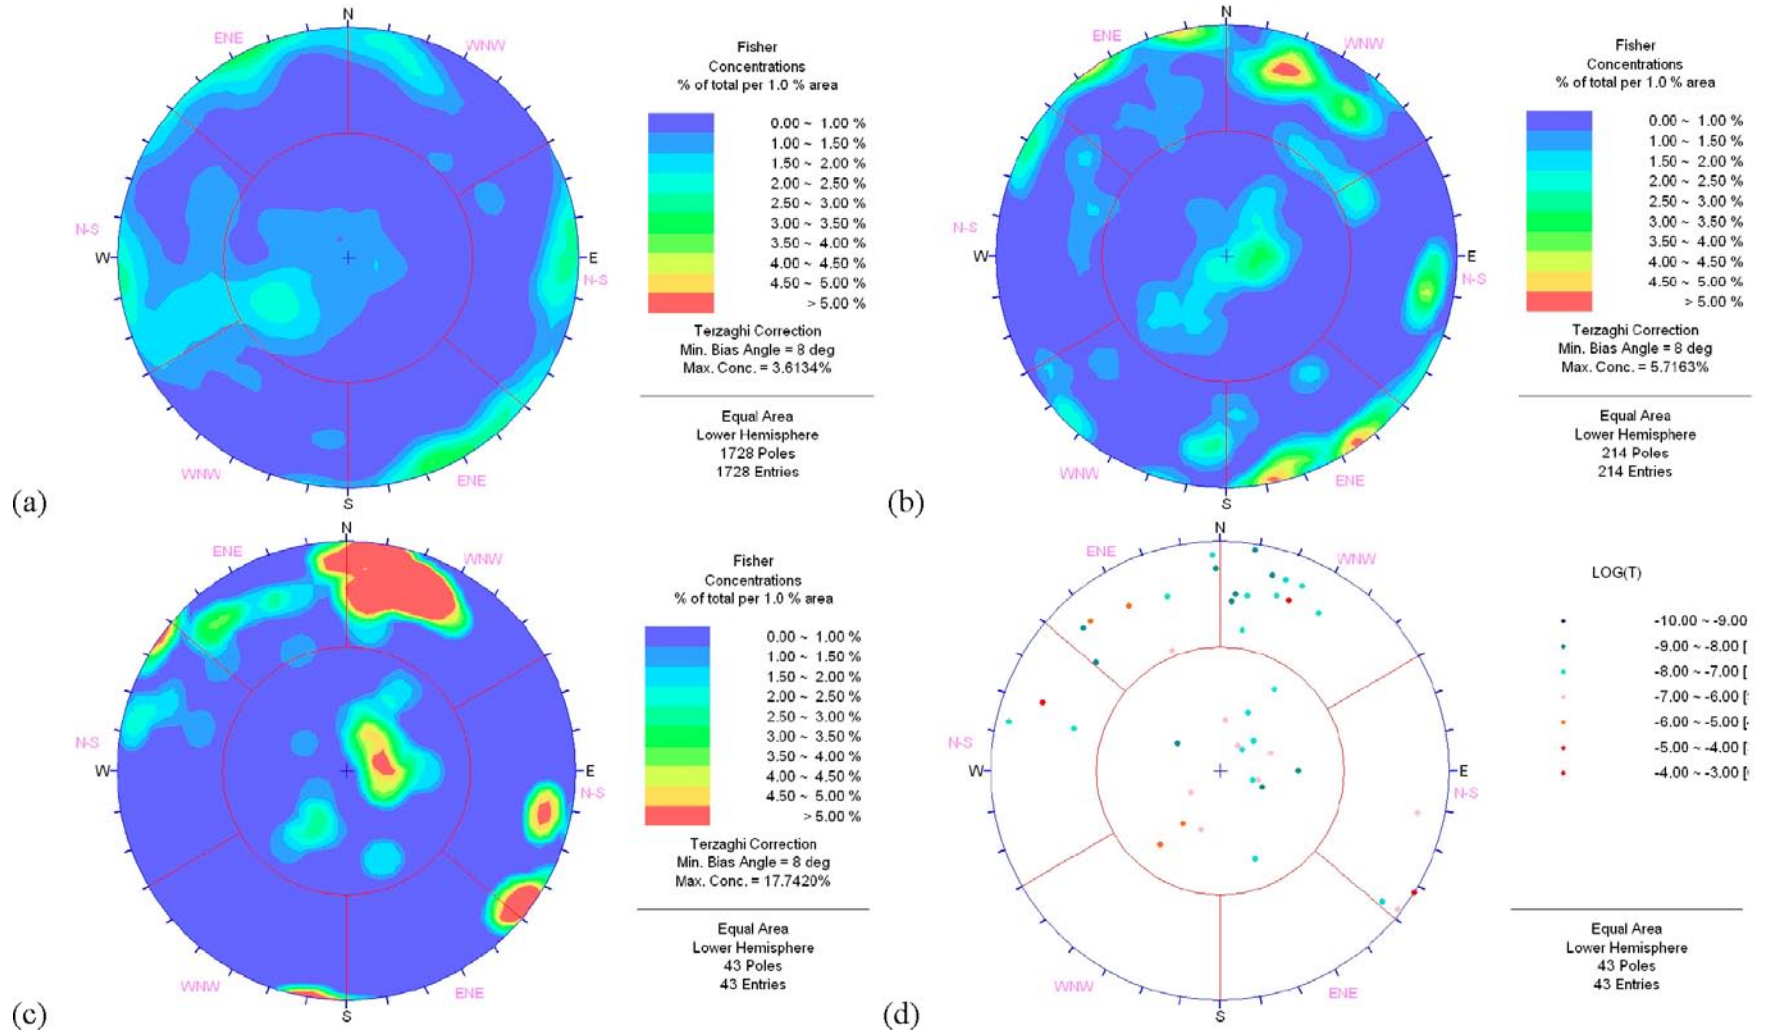 N
ENE
WNW
N-S
W
E
N-S
WNW
ENE
S
(a)
Fisher
Concentrations
% of total per 1.0 % area
0.00 ~ 1.00 %
1.00 ~ 1.50 %
1.50 ~ 2.00 %
2.00 ~ 2.50 %
2.50 ~ 3.00 %
3.00 ~ 3.50 %
3.50 ~ 4.00 %
4.00 ~ 4.50 %
4.50 ~ 5.00 %
> 5.00 %
Terzaghi Correction
Min. Bias Angle = 8 deg
Max. Conc. = 3.6134%
Equal Area
Lower Hemisphere
1728 Poles
1728 Entries
N
ENE
WNW
N-S
W
E
N-S
WNW
ENE
S
(b)
Fisher
Concentrations
% of total per 1.0 % area
0.00 ~ 1.00 %
1.00 ~ 1.50 %
1.50 ~ 2.00 %
2.00 ~ 2.50 %
2.50 ~ 3.00 %
3.00 ~ 3.50 %
3.50 ~ 4.00 %
4.00 ~ 4.50 %
4.50 ~ 5.00 %
> 5.00 %
Terzaghi Correction
Min. Bias Angle = 8 deg
Max. Conc. = 5.7163%
Equal Area
Lower Hemisphere
214 Poles
214 Entries
N
ENE
WNW
N-S
W
E
N-S
WNW
ENE
S
(c)
Fisher
Concentrations
% of total per 1.0 % area
0.00 ~ 1.00 %
1.00 ~ 1.50 %
1.50 ~ 2.00 %
2.00 ~ 2.50 %
2.50 ~ 3.00 %
3.00 ~ 3.50 %
3.50 ~ 4.00 %
4.00 ~ 4.50 %
4.50 ~ 5.00 %
> 5.00 %
Terzaghi Correction
Min. Bias Angle = 8 deg
Max. Conc. = 17.7420%
Equal Area
Lower Hemisphere
43 Poles
43 Entries
N
ENE
WNW
N-S
W
E
N-S
WNW
ENE
S
(d)
LOG(T)
-10.00 ~ -9.00
-9.00 ~ -8.00 [
-8.00 ~ -7.00 [
-7.00 ~ -6.00 [
-6.00 ~ -5.00 [
-5.00 ~ -4.00 [
-4.00 ~ -3.00 [
Equal Area
Lower Hemisphere
43 Poles
43 Entries